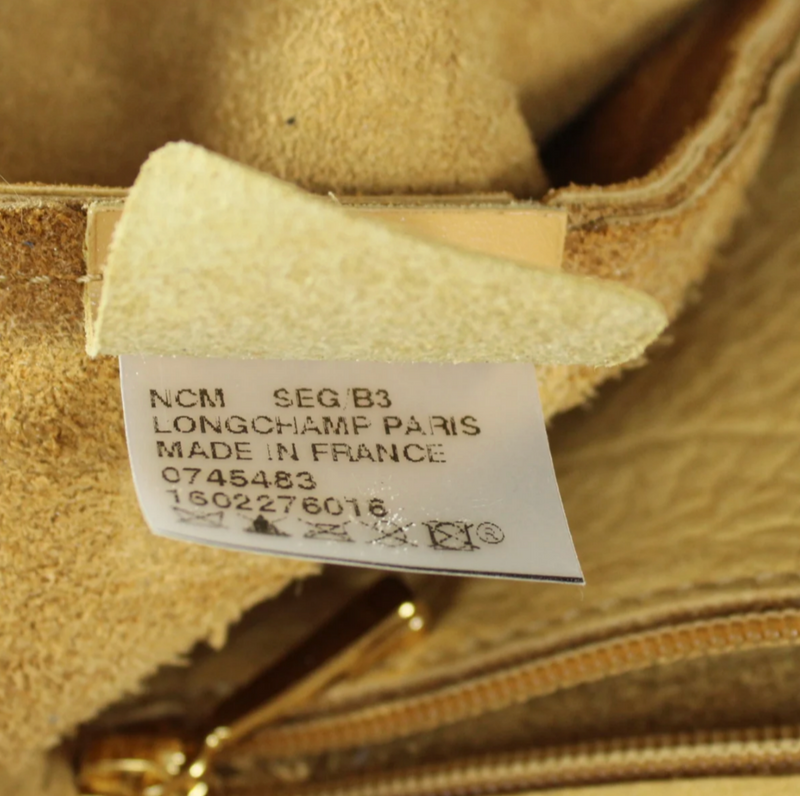 NCM SEG/B3
LONGCHAMP PARIS
MADE IN FRANCE
0745483
1602276016
®